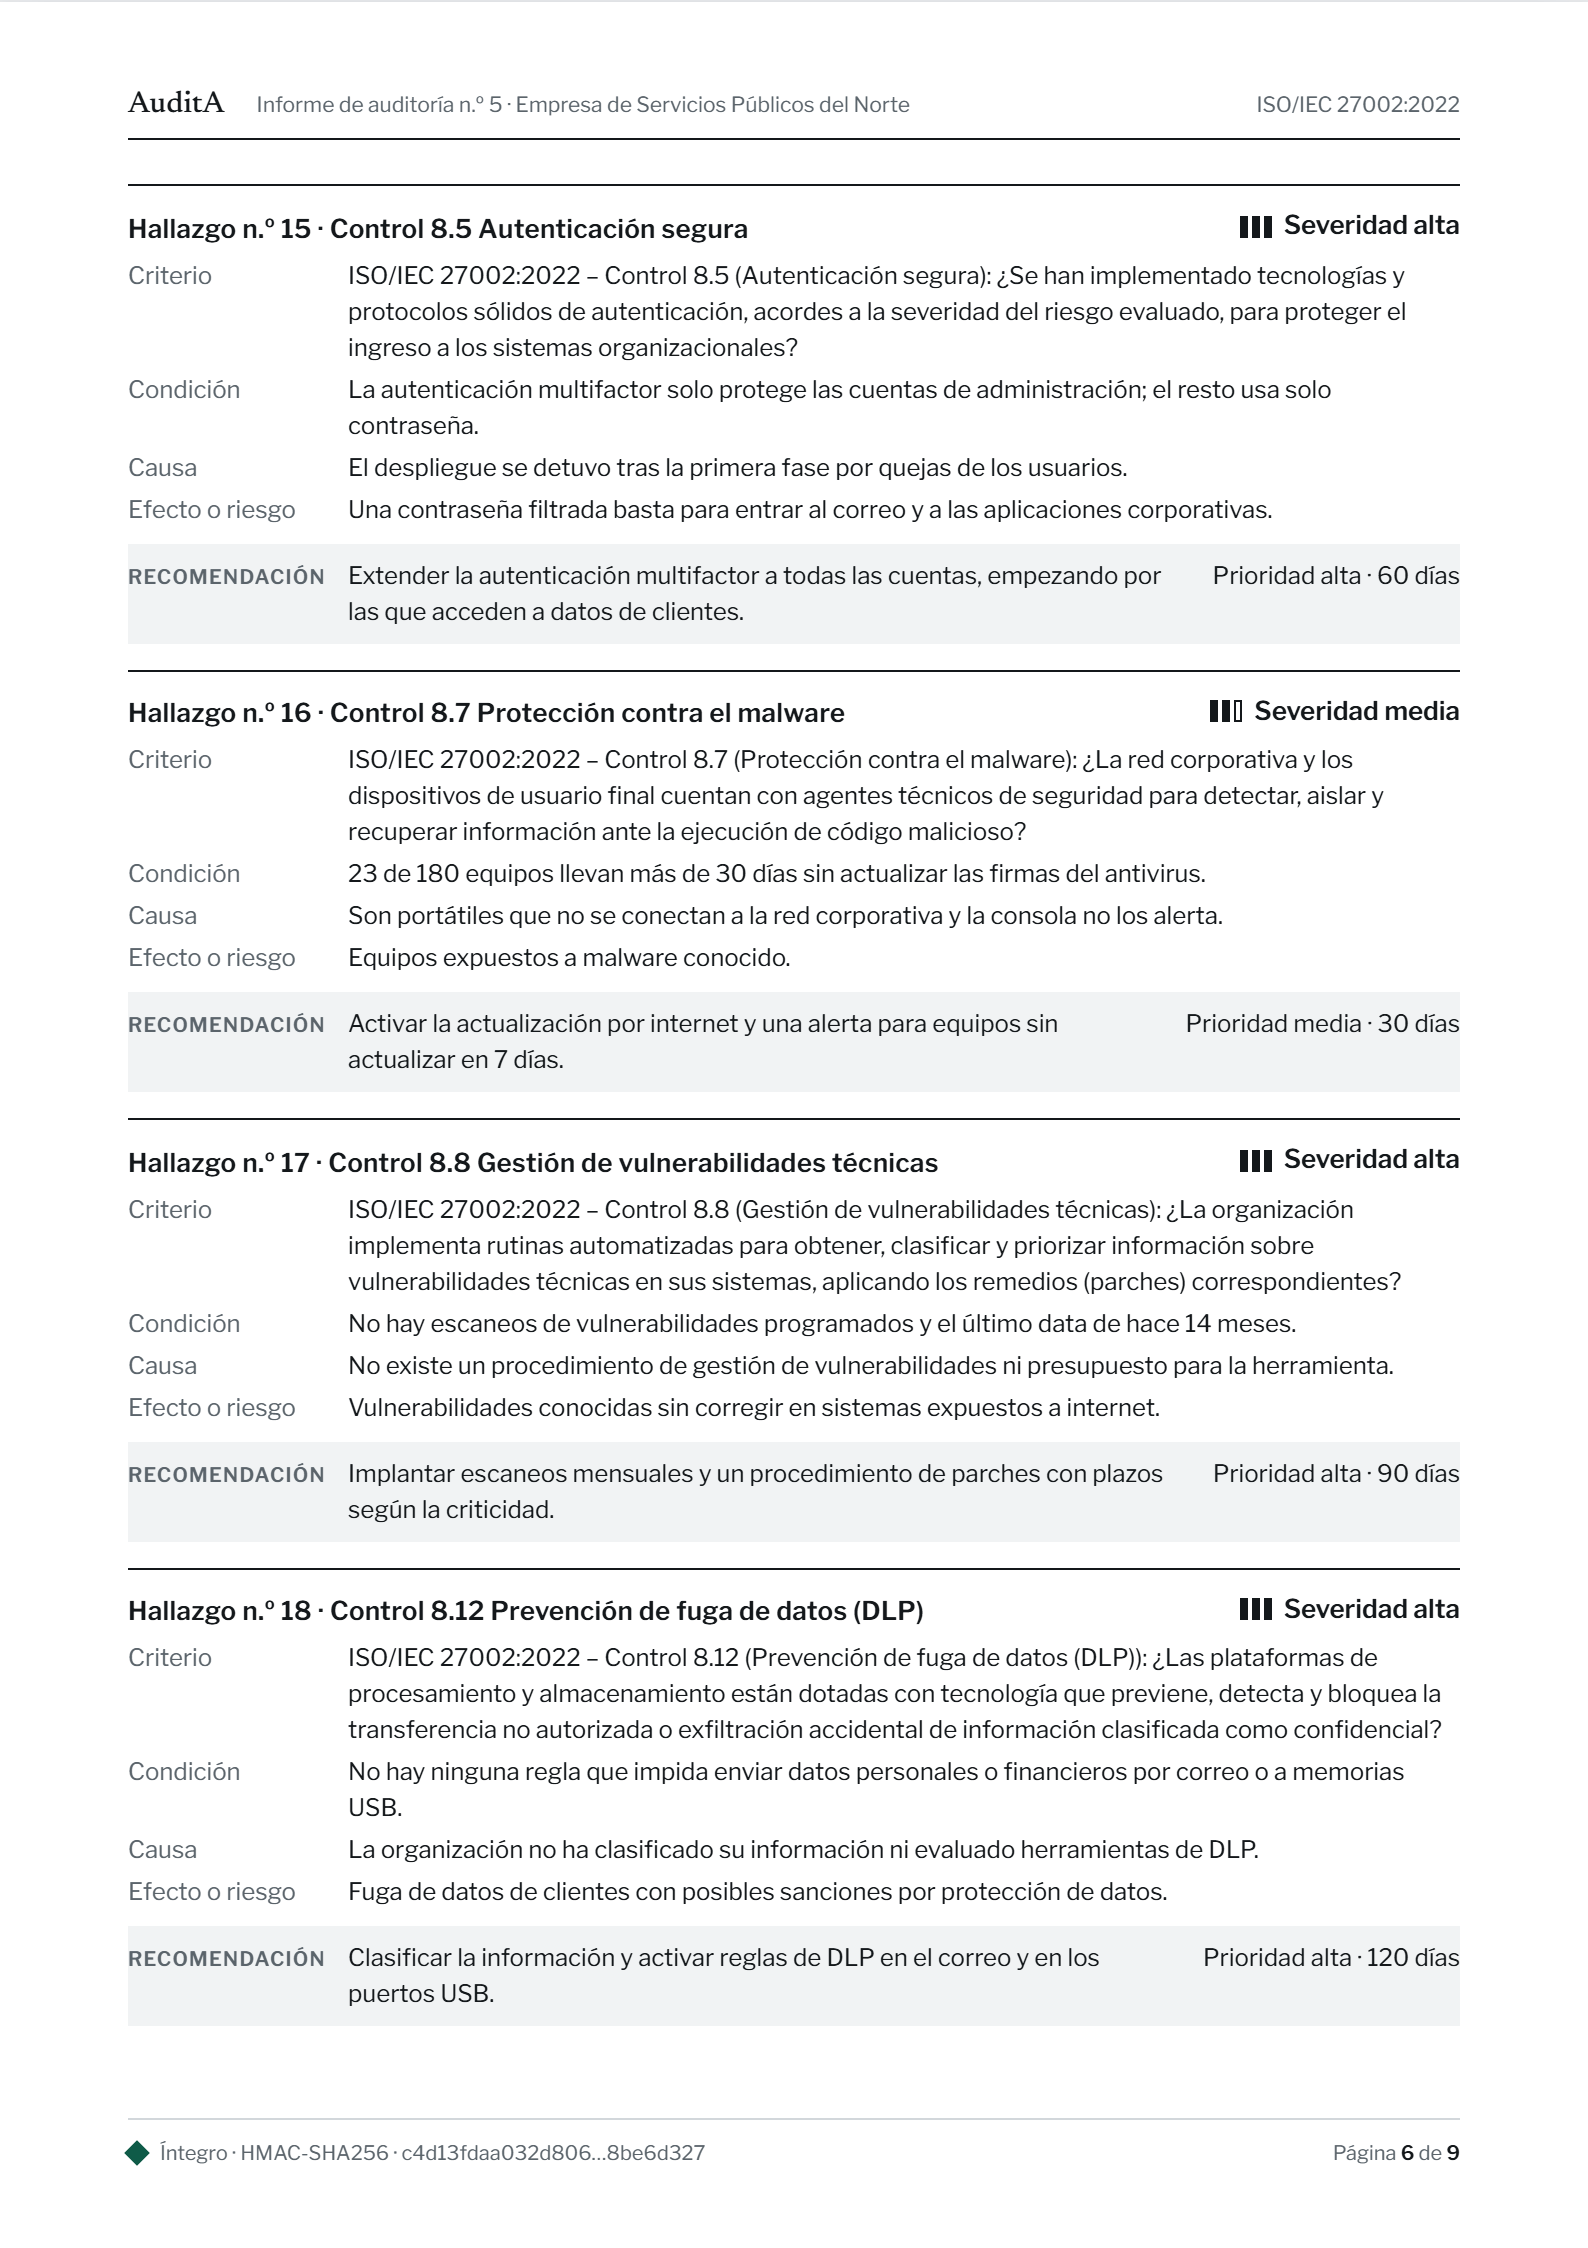 AuditA Informe de auditoría n.º 5 · Empresa de Servicios Públicos del Norte ISO/IEC 27002:2022
Hallazgo n.º 15 · Control 8.5 Autenticación segura Severidad alta
Criterio ISO/IEC 27002:2022 – Control 8.5 (Autenticación segura): ¿Se han implementado tecnologías y
protocolos sólidos de autenticación, acordes a la severidad del riesgo evaluado, para proteger el
ingreso a los sistemas organizacionales?
Condición La autenticación multifactor solo protege las cuentas de administración; el resto usa solo
contraseña.
Causa El despliegue se detuvo tras la primera fase por quejas de los usuarios.
Efecto o riesgo Una contraseña filtrada basta para entrar al correo y a las aplicaciones corporativas.
RECOMENDACIÓN Extender la autenticación multifactor a todas las cuentas, empezando por Prioridad alta · 60 días
las que acceden a datos de clientes.
Hallazgo n.º 16 · Control 8.7 Protección contra el malware Severidad media
Criterio ISO/IEC 27002:2022 – Control 8.7 (Protección contra el malware): ¿La red corporativa y los
dispositivos de usuario final cuentan con agentes técnicos de seguridad para detectar, aislar y
recuperar información ante la ejecución de código malicioso?
Condición 23 de 180 equipos llevan más de 30 días sin actualizar las firmas del antivirus.
Causa Son portátiles que no se conectan a la red corporativa y la consola no los alerta.
Efecto o riesgo Equipos expuestos a malware conocido.
RECOMENDACIÓN Activar la actualización por internet y una alerta para equipos sin Prioridad media · 30 días
actualizar en 7 días.
Hallazgo n.º 17 · Control 8.8 Gestión de vulnerabilidades técnicas Severidad alta
Criterio ISO/IEC 27002:2022 – Control 8.8 (Gestión de vulnerabilidades técnicas): ¿La organización
implementa rutinas automatizadas para obtener, clasificar y priorizar información sobre
vulnerabilidades técnicas en sus sistemas, aplicando los remedios (parches) correspondientes?
Condición No hay escaneos de vulnerabilidades programados y el último data de hace 14 meses.
Causa No existe un procedimiento de gestión de vulnerabilidades ni presupuesto para la herramienta.
Efecto o riesgo Vulnerabilidades conocidas sin corregir en sistemas expuestos a internet.
RECOMENDACIÓN Implantar escaneos mensuales y un procedimiento de parches con plazos Prioridad alta · 90 días
según la criticidad.
Hallazgo n.º 18 · Control 8.12 Prevención de fuga de datos (DLP) Severidad alta
Criterio ISO/IEC 27002:2022 – Control 8.12 (Prevención de fuga de datos (DLP)): ¿Las plataformas de
procesamiento y almacenamiento están dotadas con tecnología que previene, detecta y bloquea la
transferencia no autorizada o exfiltración accidental de información clasificada como confidencial?
Condición No hay ninguna regla que impida enviar datos personales o financieros por correo o a memorias
USB.
Causa La organización no ha clasificado su información ni evaluado herramientas de DLP.
Efecto o riesgo Fuga de datos de clientes con posibles sanciones por protección de datos.
RECOMENDACIÓN Clasificar la información y activar reglas de DLP en el correo y en los Prioridad alta · 120 días
puertos USB.
Íntegro · HMAC-SHA256 · c4d13fdaa032d806…8be6d327 Página 6 de 9